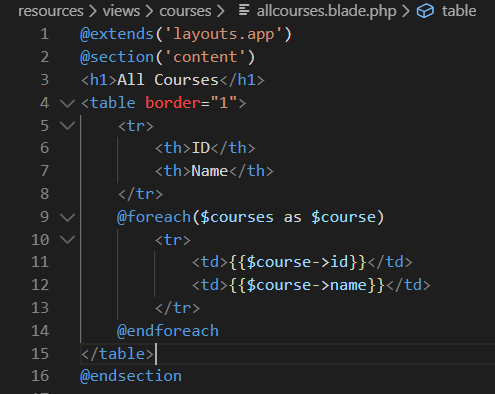 resources > views > courses > allcourses.blade.php > table
1 @extends('layouts.app')
2 @section('content')
3 <h1>All Courses</h1>
4 <table border="1">
5     <tr>
6         <th>ID</th>
7         <th>Name</th>
8     </tr>
9     @foreach($courses as $course)
10         <tr>
11             <td>{{$course->id}}</td>
12             <td>{{$course->name}}</td>
13         </tr>
14     @endforeach
15 </table>
16 @endsection